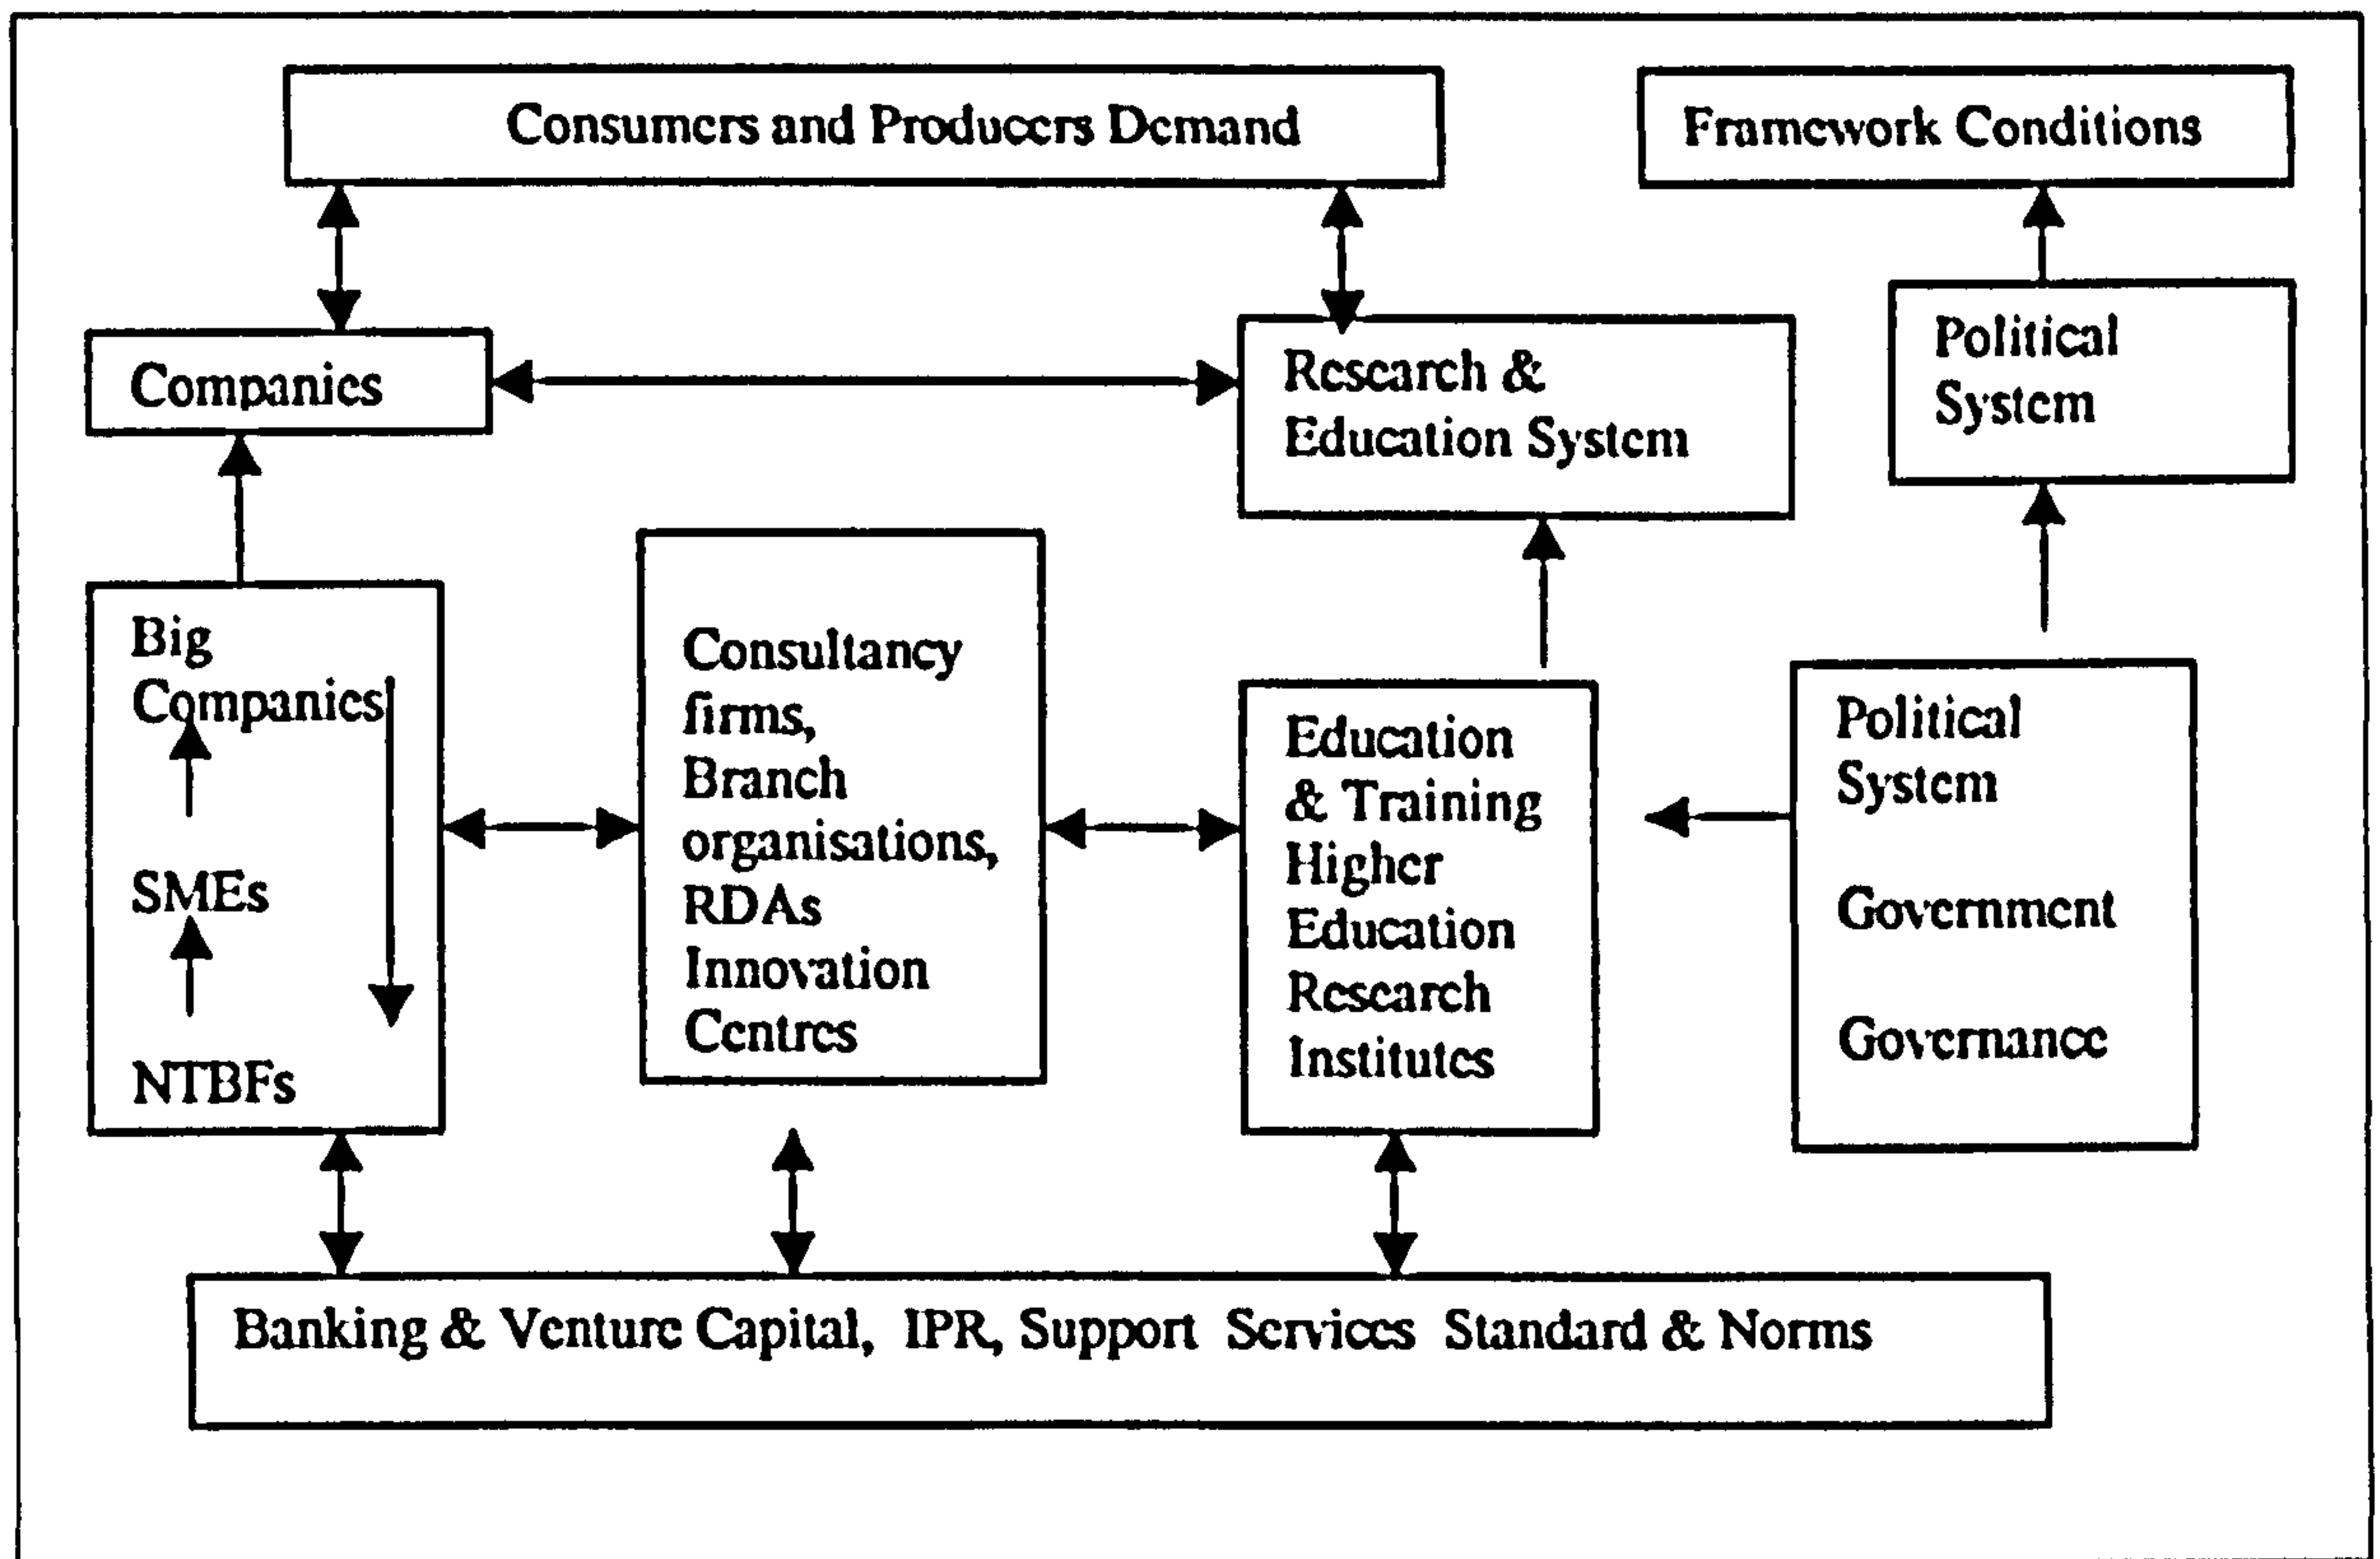 Consumers and Producers Demand
Framework Conditions
Companies
Research &
Education System
Political
System
Big
Companies
SMEs
NTBFs
Consultancy
firms,
Branch
organisations,
RDAs
Innovation
Centres
Education
& Training
Higher
Education
Research
Institutes
Political
System
Government
Governance
Banking & Venture Capital, IPR, Support Services Standard & Norms